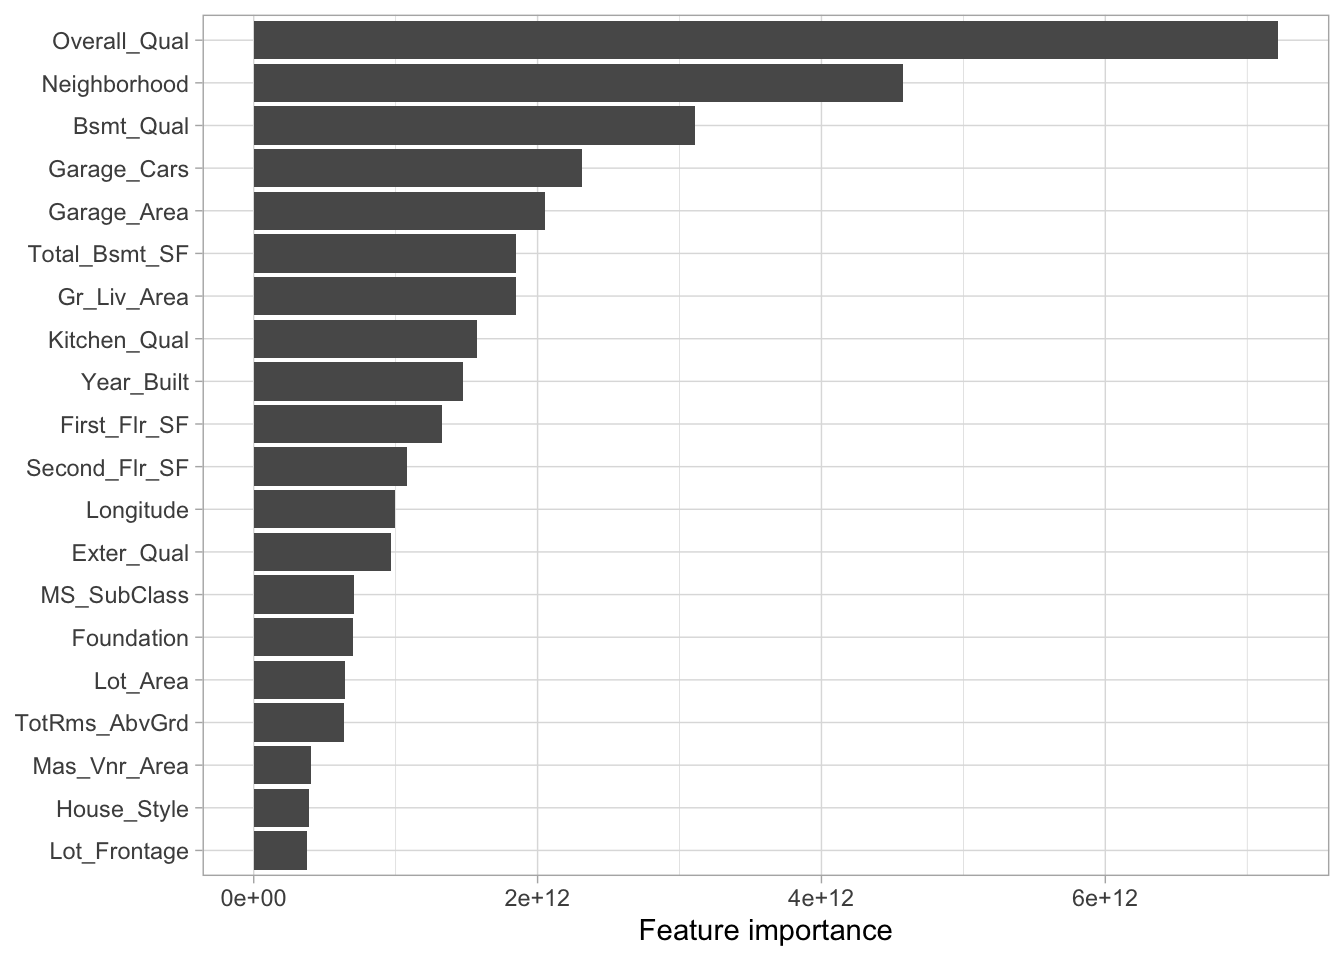 Overall_Qual
Neighborhood
Bsmt_Qual
Garage_Cars
Garage_Area
Total_Bsmt_SF
Gr_Liv_Area
Kitchen_Qual
Year_Built
First_Flr_SF
Second_Flr_SF
Longitude
Exter_Qual
MS_SubClass
Foundation
Lot_Area
TotRms_AbvGrd
Mas_Vnr_Area
House_Style
Lot_Frontage
0e+00 2e+12 4e+12 6e+12
Feature importance